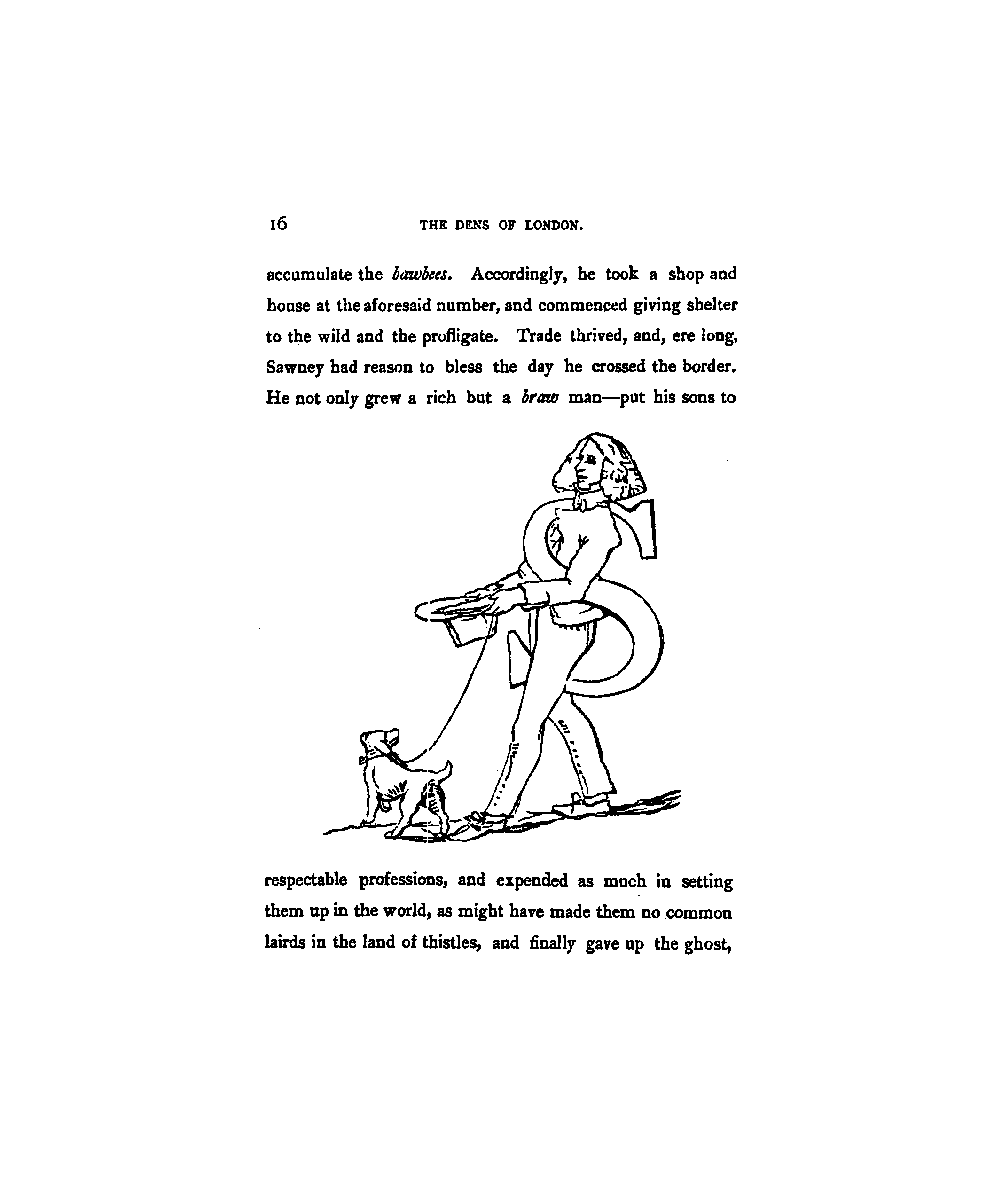 16 THE DENS OF LONDON.
accumulate the bawbees. Accordingly, he took a shop and
house at the aforesaid number, and commenced giving shelter
to the wild and the profligate. Trade thrived, and, ere long,
Sawney had reason to bless the day he crossed the border.
He not only grew a rich but a braw man—put his sons to
S
respectable professions, and expended as much in setting
them up in the world, as might have made them no common
lairds in the land of thistles, and finally gave up the ghost,